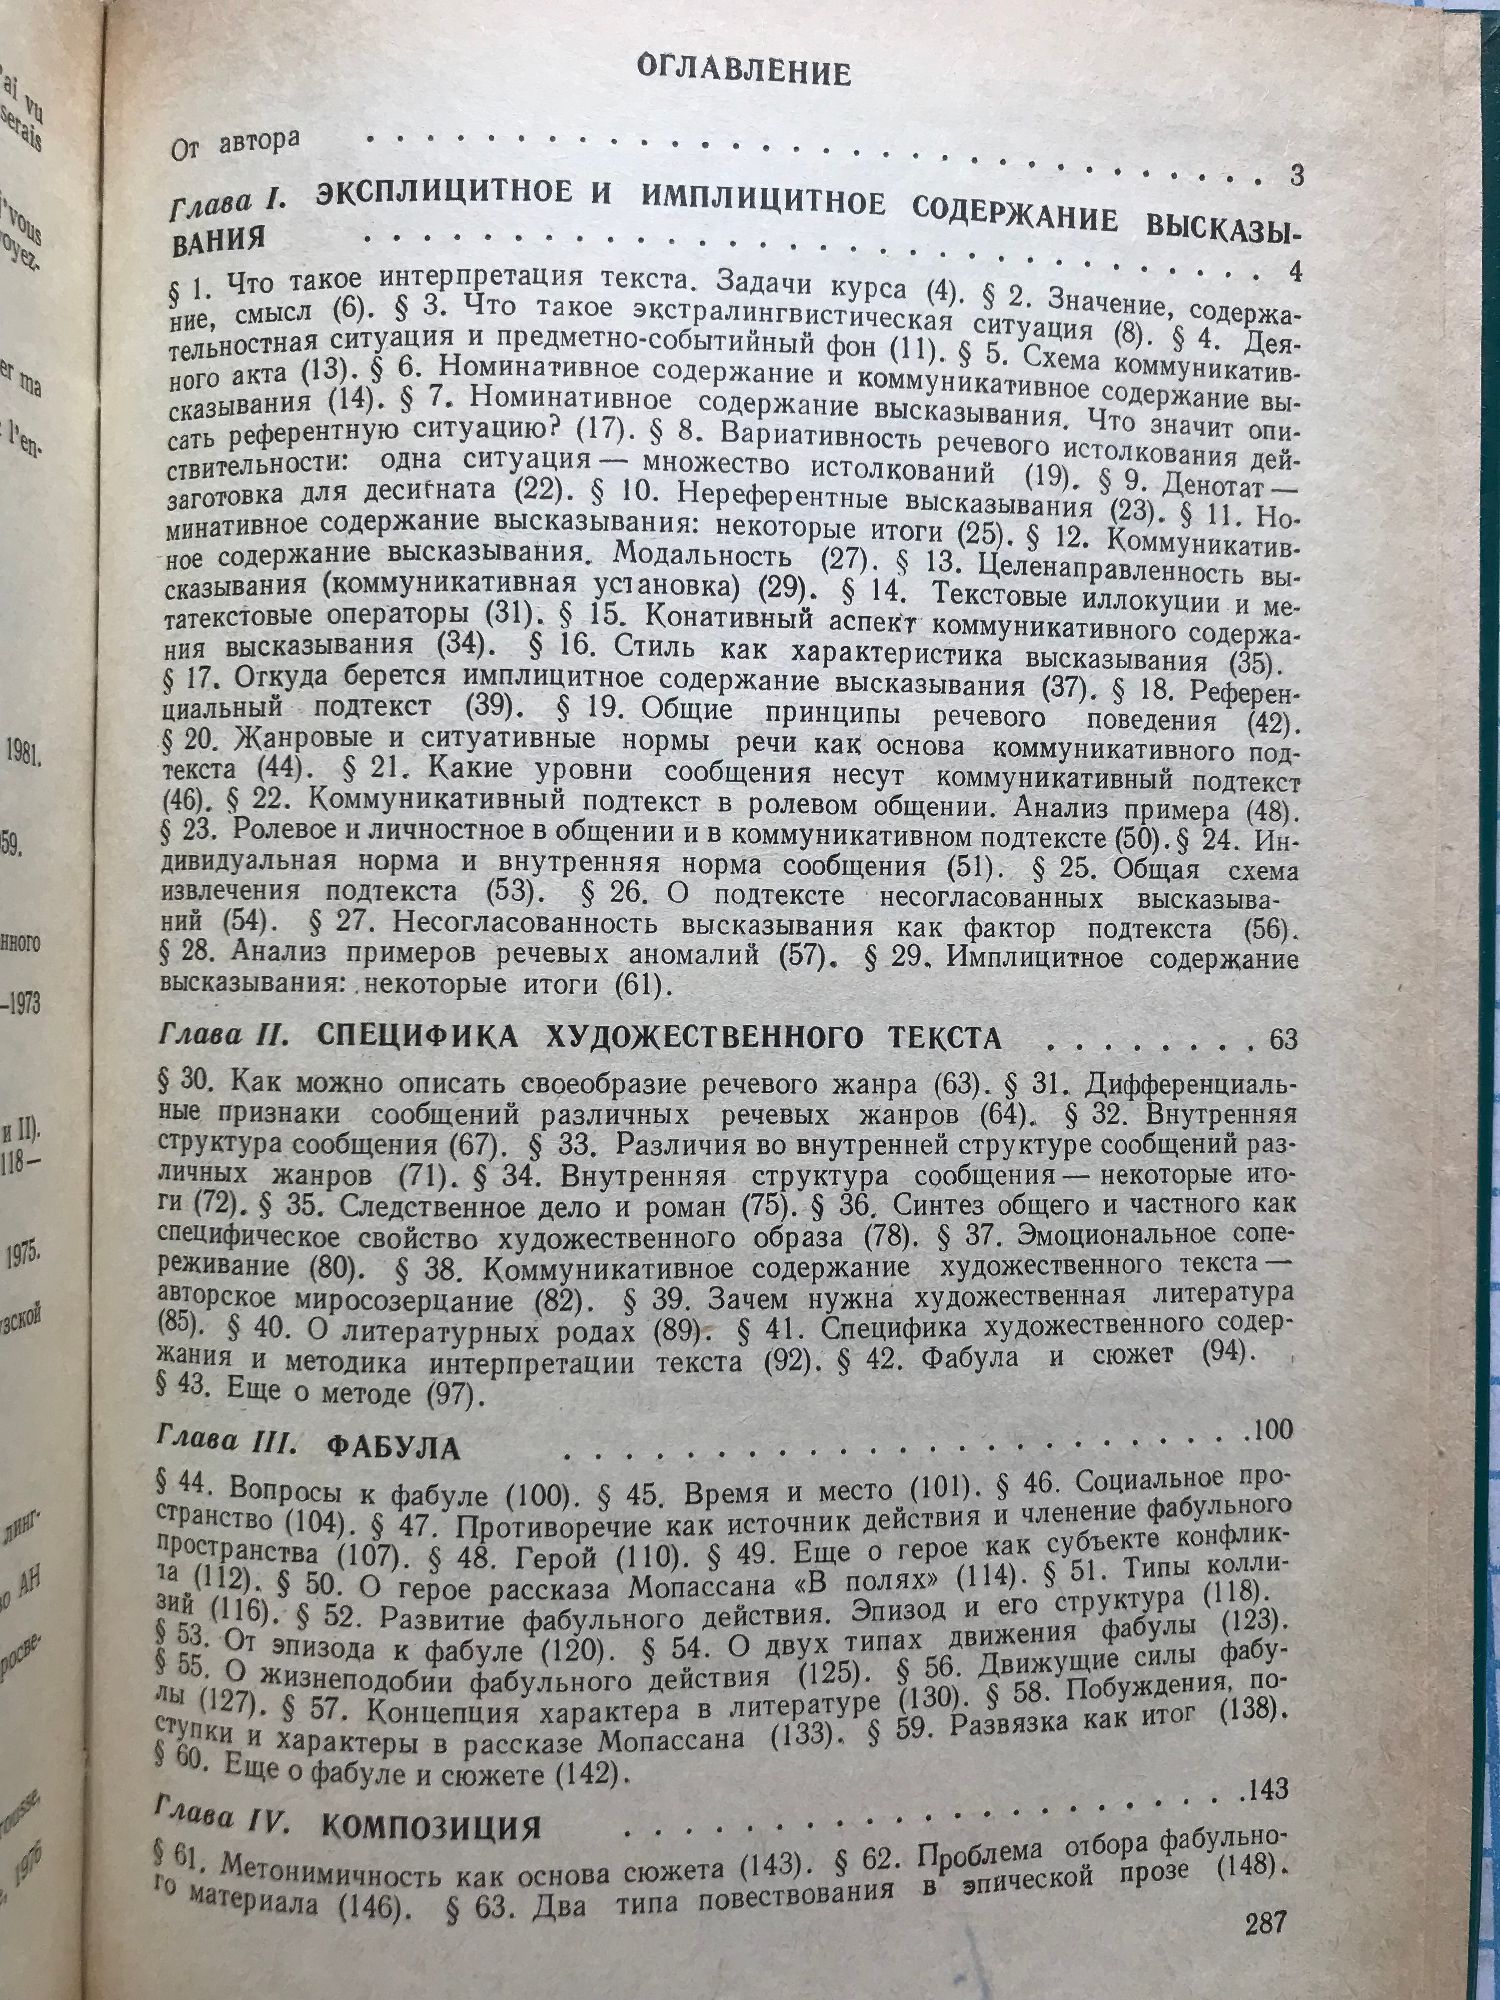 ОГЛАВЛЕНИЕ
От автора . . . . . . . . . . . . . . . . . . . . . . . . . . . . . . 3
Глава I. ЭКСПЛИЦИТНОЕ И ИМПЛИЦИТНОЕ СОДЕРЖАНИЕ ВЫСКАЗЫ-
ВАНИЯ . . . . . . . . . . . . . . . . . . . . . . . . . . . . . . 4
§ 1. Что такое интерпретация текста. Задачи курса (4). § 2. Значение, содержа-
ние, смысл (6). § 3. Что такое экстралингвистическая ситуация (8). § 4. Дея-
тельностная ситуация и предметно-событийный фон (11). § 5. Схема коммуникатив-
ного акта (13). § 6. Номинативное содержание и коммуникативное содержание вы-
сказывания (14). § 7. Номинативное содержание высказывания. Что значит опи-
сать референтную ситуацию? (17). § 8. Вариативность речевого истолкования дей-
ствительности: одна ситуация — множество истолкований (19). § 9. Денотат —
заготовка для десигната (22). § 10. Нереферентные высказывания (23). § 11. Но-
минативное содержание высказывания: некоторые итоги (25). § 12. Коммуникатив-
ное содержание высказывания. Модальность (27). § 13. Целенаправленность вы-
сказывания (коммуникативная установка) (29). § 14. Текстовые иллокуции и ме-
татекстовые операторы (31). § 15. Конативный аспект коммуникативного содержа-
ния высказывания (34). § 16. Стиль как характеристика высказывания (35).
§ 17. Откуда берется имплицитное содержание высказывания (37). § 18. Референ-
циальный подтекст (39). § 19. Общие принципы речевого поведения (42).
§ 20. Жанровые и ситуативные нормы речи как основа коммуникативного под-
текста (44). § 21. Какие уровни сообщения несут коммуникативный подтекст
(46). § 22. Коммуникативный подтекст в ролевом общении. Анализ примера (48).
§ 23. Ролевое и личностное в общении и в коммуникативном подтексте (50). § 24. Ин-
дивидуальная норма и внутренняя норма сообщения (51). § 25. Общая схема
извлечения подтекста (53). § 26. О подтексте несогласованных высказыва-
ний (54). § 27. Несогласованность высказывания как фактор подтекста (56).
§ 28. Анализ примеров речевых аномалий (57). § 29. Имплицитное содержание
высказывания: некоторые итоги (61).
Глава II. СПЕЦИФИКА ХУДОЖЕСТВЕННОГО ТЕКСТА . . . . . . . . 63
§ 30. Как можно описать своеобразие речевого жанра (63). § 31. Дифференциаль-
ные признаки сообщений различных речевых жанров (64). § 32. Внутренняя
структура сообщения (67). § 33. Различия во внутренней структуре сообщений раз-
личных жанров (71). § 34. Внутренняя структура сообщения — некоторые ито-
ги (72). § 35. Следственное дело и роман (75). § 36. Синтез общего и частного как
специфическое свойство художественного образа (78). § 37. Эмоциональное сопе-
реживание (80). § 38. Коммуникативное содержание художественного текста —
авторское миросозерцание (82). § 39. Зачем нужна художественная литература
(85). § 40. О литературных родах (89). § 41. Специфика художественного содер-
жания и методика интерпретации текста (92). § 42. Фабула и сюжет (94).
§ 43. Еще о методе (97).
Глава III. ФАБУЛА . . . . . . . . . . . . . . . . . . . . . . . .100
§ 44. Вопросы к фабуле (100). § 45. Время и место (101). § 46. Социальное про-
странство (104). § 47. Противоречие как источник действия и членение фабульного
пространства (107). § 48. Герой (110). § 49. Еще о герое как субъекте конфлик-
та (112). § 50. О герое рассказа Мопассана «В полях» (114). § 51. Типы колли-
зий (116). § 52. Развитие фабульного действия. Эпизод и его структура (118).
§ 53. От эпизода к фабуле (120). § 54. О двух типах движения фабулы (123).
§ 55. О жизнеподобии фабульного действия (125). § 56. Движущие силы фабу-
лы (127). § 57. Концепция характера в литературе (130). § 58. Побуждения, по-
ступки и характеры в рассказе Мопассана (133). § 59. Развязка как итог (138).
§ 60. Еще о фабуле и сюжете (142).
Глава IV. КОМПОЗИЦИЯ . . . . . . . . . . . . . . . . . . . . . .143
§ 61. Метонимичность как основа сюжета (143). § 62. Проблема отбора фабульно-
го материала (146). § 63. Два типа повествования в эпической прозе (148).
287
'ai vu
serais
vous
voyez-
er ma
l'en-
1981.
59.
нного
–1973
и II).
118—
1975.
линг-
АН
1976